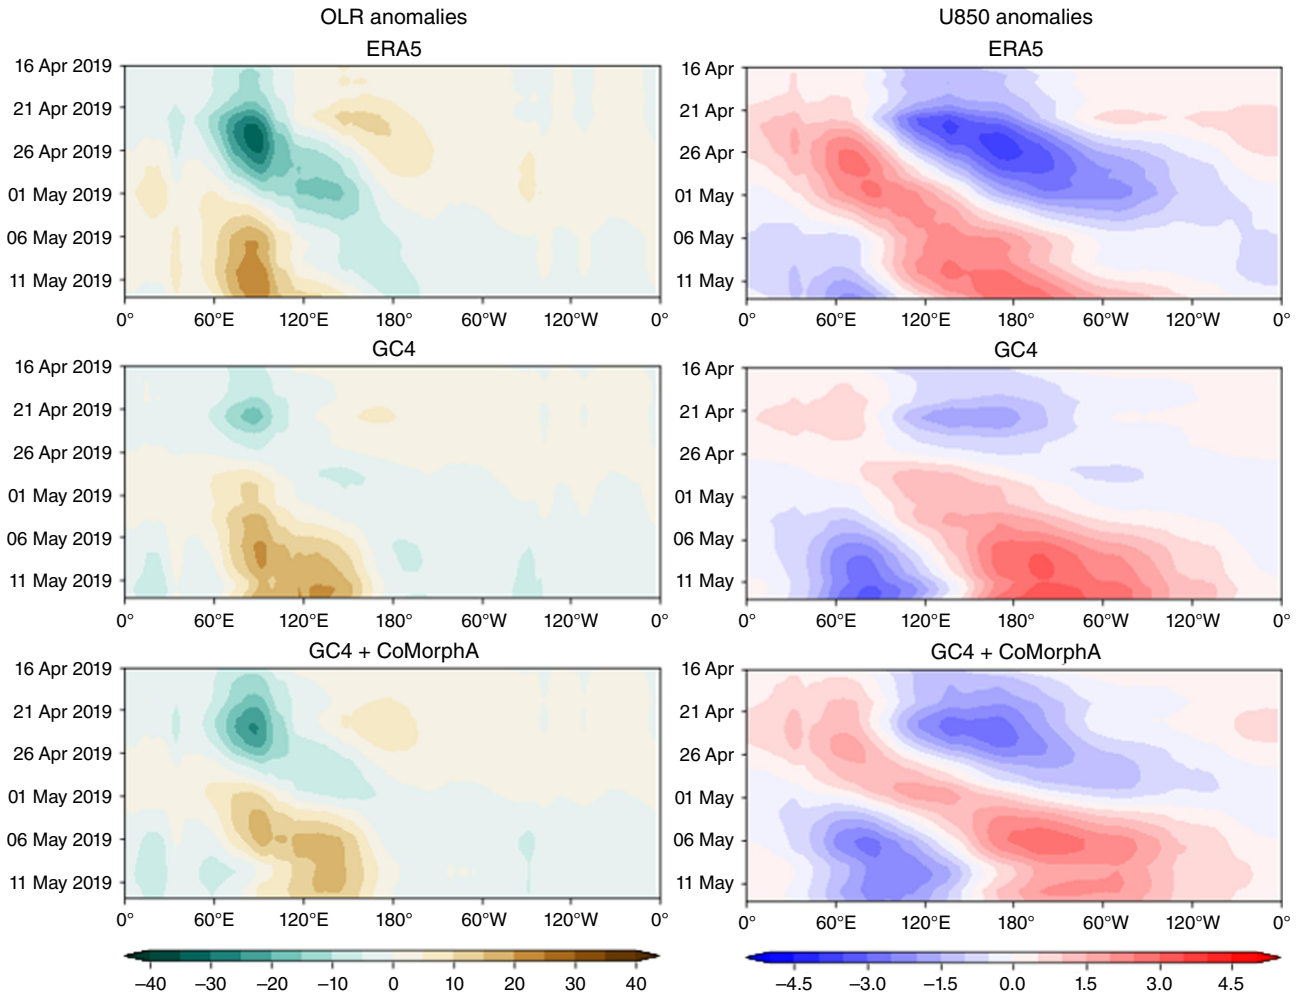 OLR anomalies
U850 anomalies
ERA5
ERA5
16 Apr 2019
21 Apr 2019
26 Apr 2019
01 May 2019
06 May 2019
11 May 2019
0° 60°E 120°E 180° 60°W 120°W 0°
16 Apr
21 Apr
26 Apr
01 May
06 May
11 May
0° 60°E 120°E 180° 60°W 120°W 0°
GC4
GC4
16 Apr 2019
21 Apr 2019
26 Apr 2019
01 May 2019
06 May 2019
11 May 2019
0° 60°E 120°E 180° 60W 120°W 0°
16 Apr
21 Apr
26 Apr
01 May
06 May
11 May
0° 60°E 120°E 180° 60°W 120°W 0°
GC4 + CoMorphA
GC4 + CoMorphA
16 Apr 2019
21 Apr 2019
26 Apr 2019
01 May 2019
06 May 2019
11 May 2019
0° 60°E 120°E 180° 60W 120°W 0°
16 Apr
21 Apr
26 Apr
01 May
06 May
11 May
0° 60°E 120°E 180° 60°W 120°W 0°
−40 −30 −20 −10 0 10 20 30 40
−4.5 −3.0 −1.5 0.0 1.5 3.0 4.5